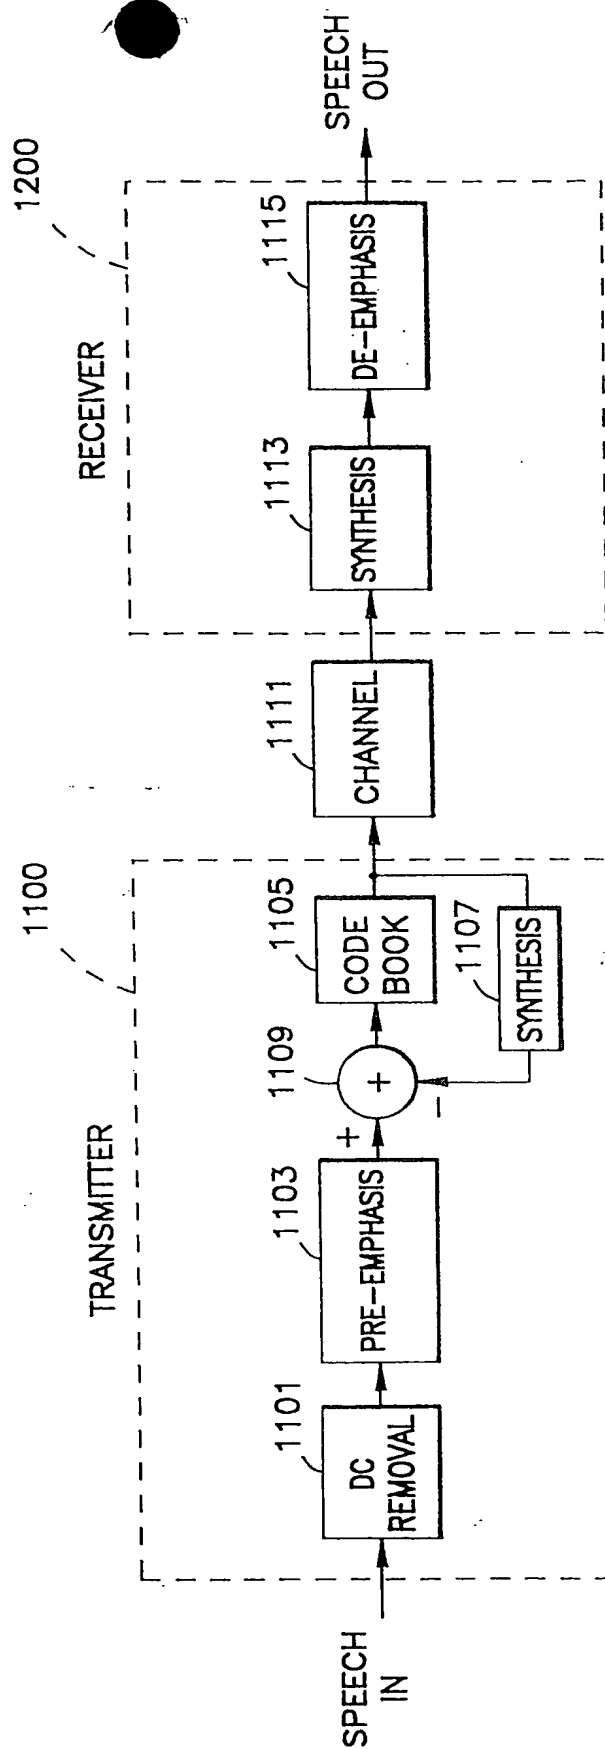 TRANSMITTER
1100
RECEIVER
1200
SPEECH
IN
1101
DC
REMOVAL
1103
PRE-EMPHASIS
+
1109
+
-
1105
CODE
BOOK
1107
SYNTHESIS
1111
CHANNEL
1113
SYNTHESIS
1115
DE-EMPHASIS
SPEECH
OUT